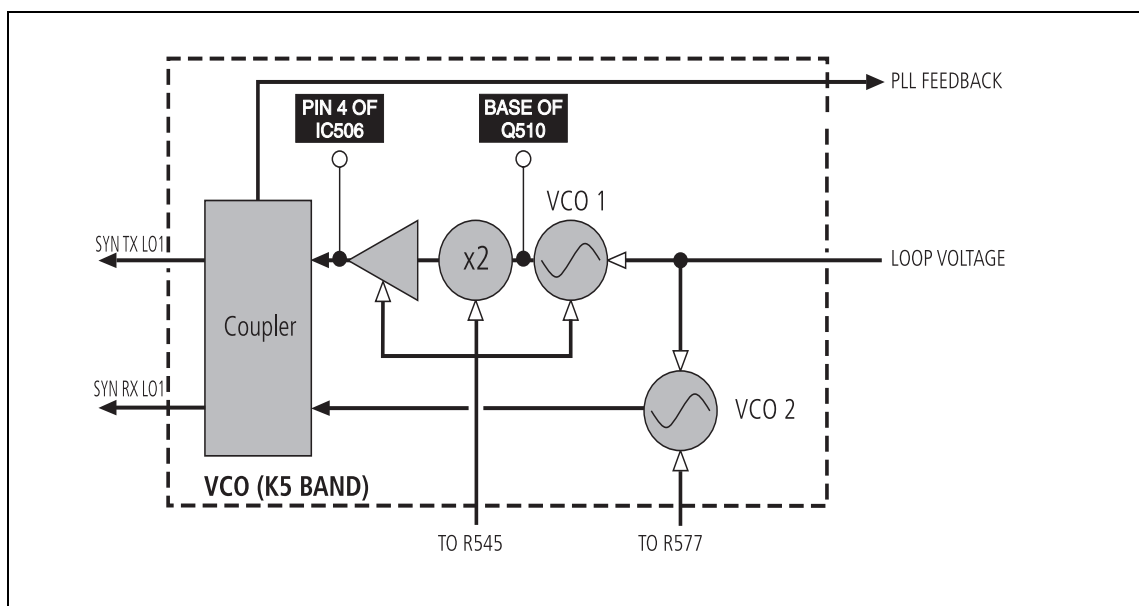 PLL FEEDBACK
PIN 4 OF
IC506
BASE OF
Q510
VCO 1
SYN TX LO1
x2
LOOP VOLTAGE
Coupler
SYN RX LO1
VCO 2
VCO (K5 BAND)
TO R545
TO R577